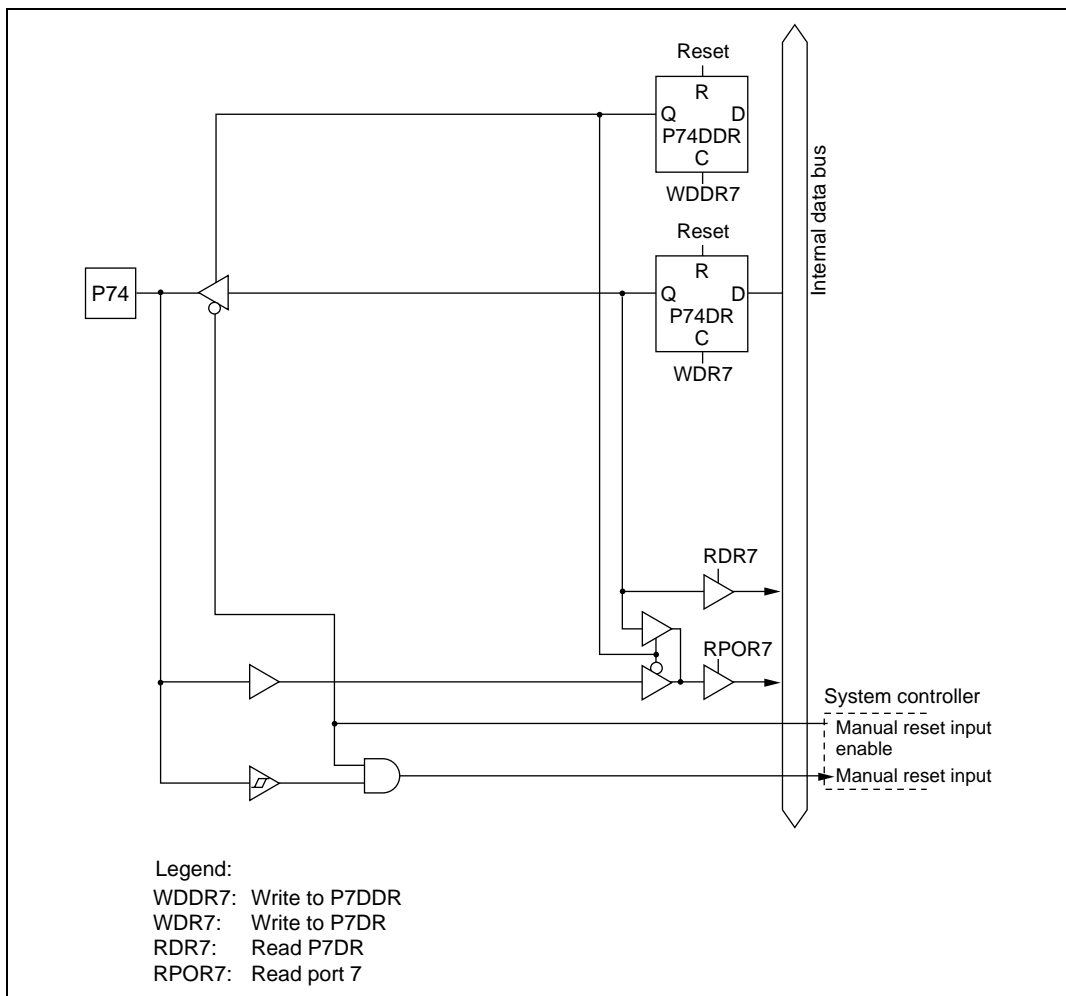 Reset
R
Q D
P74DDR
C
WDDR7
Internal data bus
Reset
R
P74
Q D
P74DR
C
WDR7
RDR7
RPOR7
System controller
Manual reset input
enable
Manual reset input
Legend:
WDDR7: Write to P7DDR
WDR7: Write to P7DR
RDR7: Read P7DR
RPOR7: Read port 7